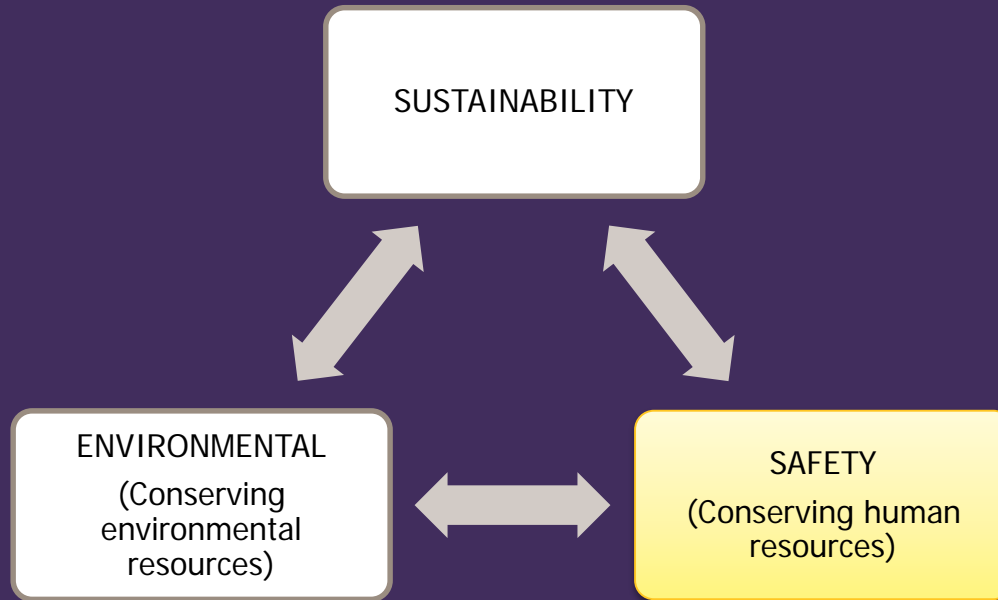 SUSTAINABILITY
ENVIRONMENTAL
(Conserving
environmental
resources)
SAFETY
(Conserving human
resources)